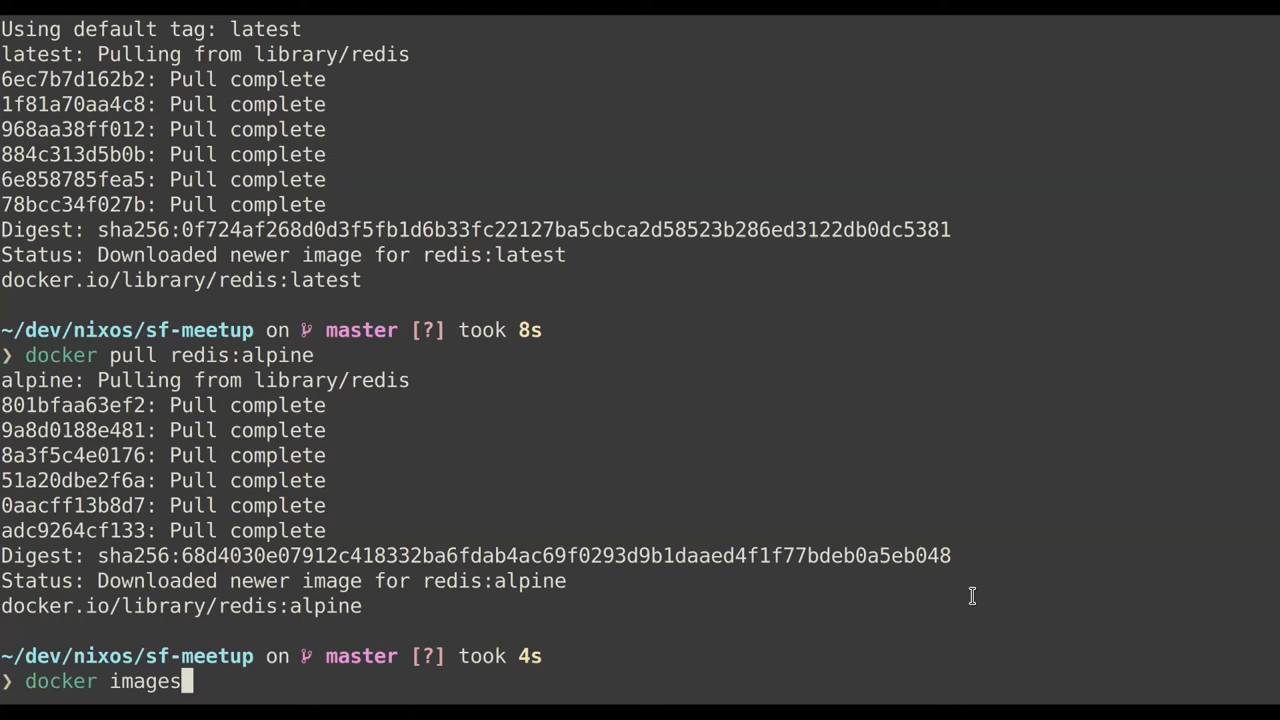 Using default tag: latest
latest: Pulling from library/redis
6ec7b7d162b2: Pull complete
1f81a70aa4c8: Pull complete
968aa38ff012: Pull complete
884c313d5b0b: Pull complete
6e858785fea5: Pull complete
78bcc34f027b: Pull complete
Digest: sha256:0f724af268d0d3f5fb1d6b33fc22127ba5cbca2d58523b286ed3122db0dc5381
Status: Downloaded newer image for redis:latest
docker.io/library/redis:latest
~/dev/nixos/sf-meetup on master [?] took 8s
❯ docker pull redis:alpine
alpine: Pulling from library/redis
801bfaa63ef2: Pull complete
9a8d0188e481: Pull complete
8a3f5c4e0176: Pull complete
51a20dbe2f6a: Pull complete
0aacff13b8d7: Pull complete
adc9264cf133: Pull complete
Digest: sha256:68d4030e07912c418332ba6fdab4ac69f0293d9b1daaed4f1f77bdeb0a5eb048
Status: Downloaded newer image for redis:alpine
docker.io/library/redis:alpine
~/dev/nixos/sf-meetup on master [?] took 4s
❯ docker images